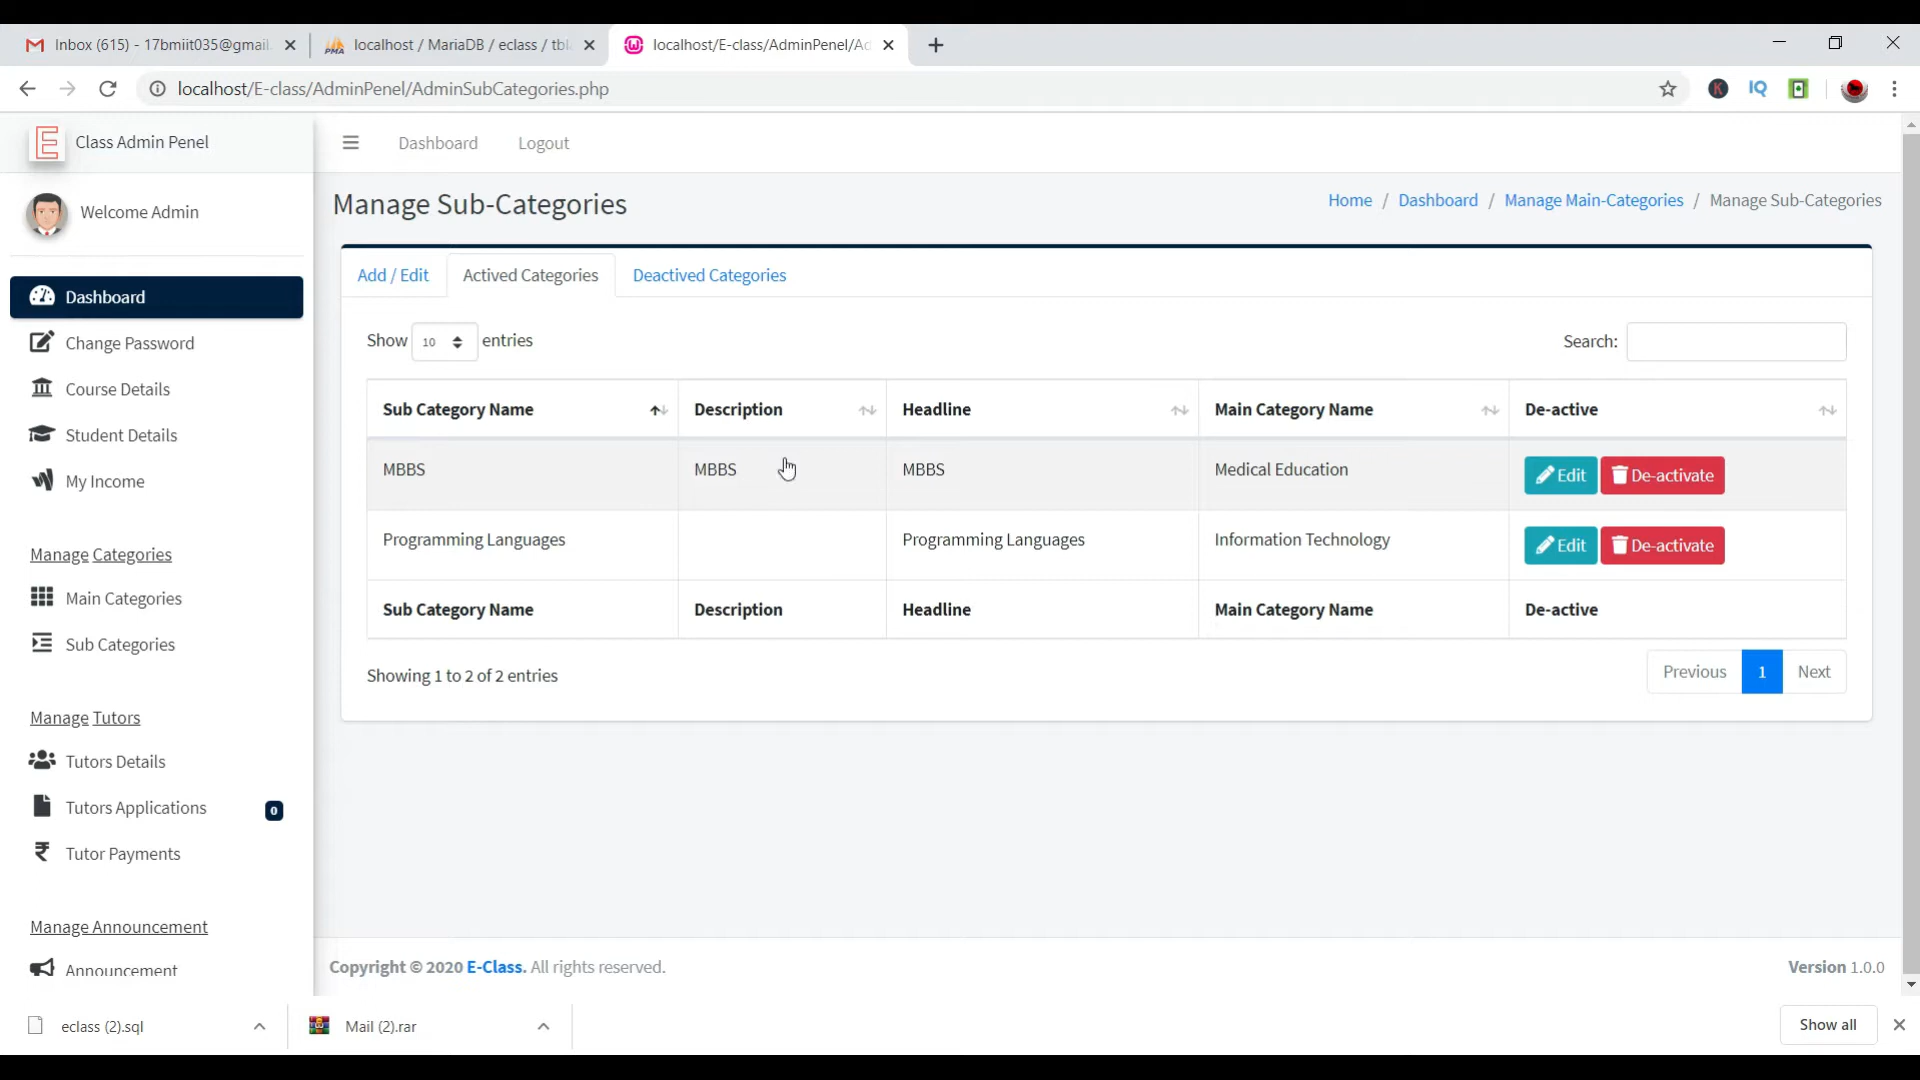 Inbox (615) - 17bmiit035@gmail.
localhost / MariaDB / eclass / tbl
localhost/E-class/AdminPenel/Ad
localhost/E-class/AdminPenel/AdminSubCategories.php
K
IQ
E
Class Admin Penel
Dashboard
Logout
Welcome Admin
Manage Sub-Categories
Home / Dashboard / Manage Main-Categories / Manage Sub-Categories
Dashboard
Change Password
Course Details
Student Details
My Income
Manage Categories
Main Categories
Sub Categories
Manage Tutors
Tutors Details
Tutors Applications 0
Tutor Payments
Manage Announcement
Announcement
Add / Edit
Actived Categories
Deactived Categories
Show 10 entries
Search:
Sub Category Name Description Headline Main Category Name De-active
MBBS MBBS MBBS Medical Education Edit De-activate
Programming Languages Programming Languages Information Technology Edit De-activate
Sub Category Name Description Headline Main Category Name De-active
Showing 1 to 2 of 2 entries
Previous 1 Next
Copyright © 2020 E-Class. All rights reserved.
Version 1.0.0
eclass (2).sql
Mail (2).rar
Show all